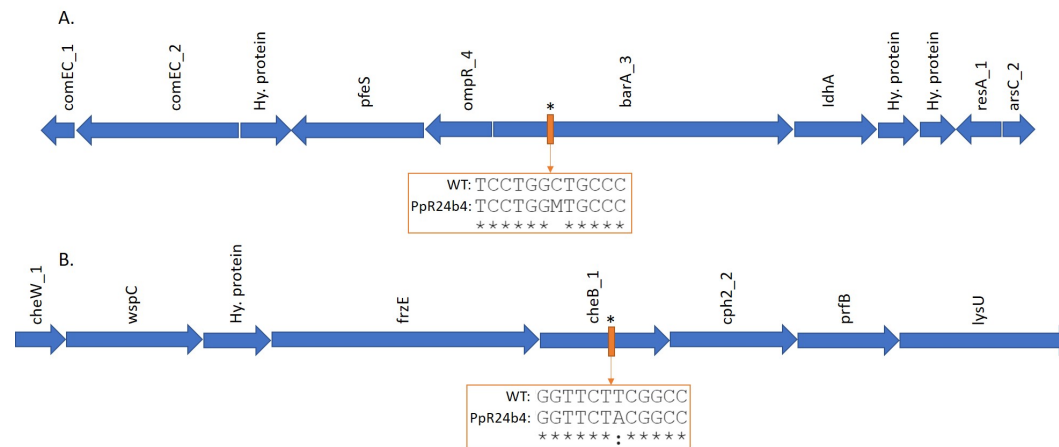 A.
comEC_1
comEC_2
Hy. protein
pfeS
ompR_4
barA_3
ldhA
Hy. protein
Hy. protein
resA_1
arsC_2
*
WT: TCCTGGCTGCCC
PpR24b4: TCCTGGMTGCCC
****** *****
B.
cheW_1
wspC
Hy. protein
frzE
cheB_1
cph2_2
prfB
lysU
*
WT: GGTTCTTCGGCC
PpR24b4: GGTTCTACGGCC
******:*****